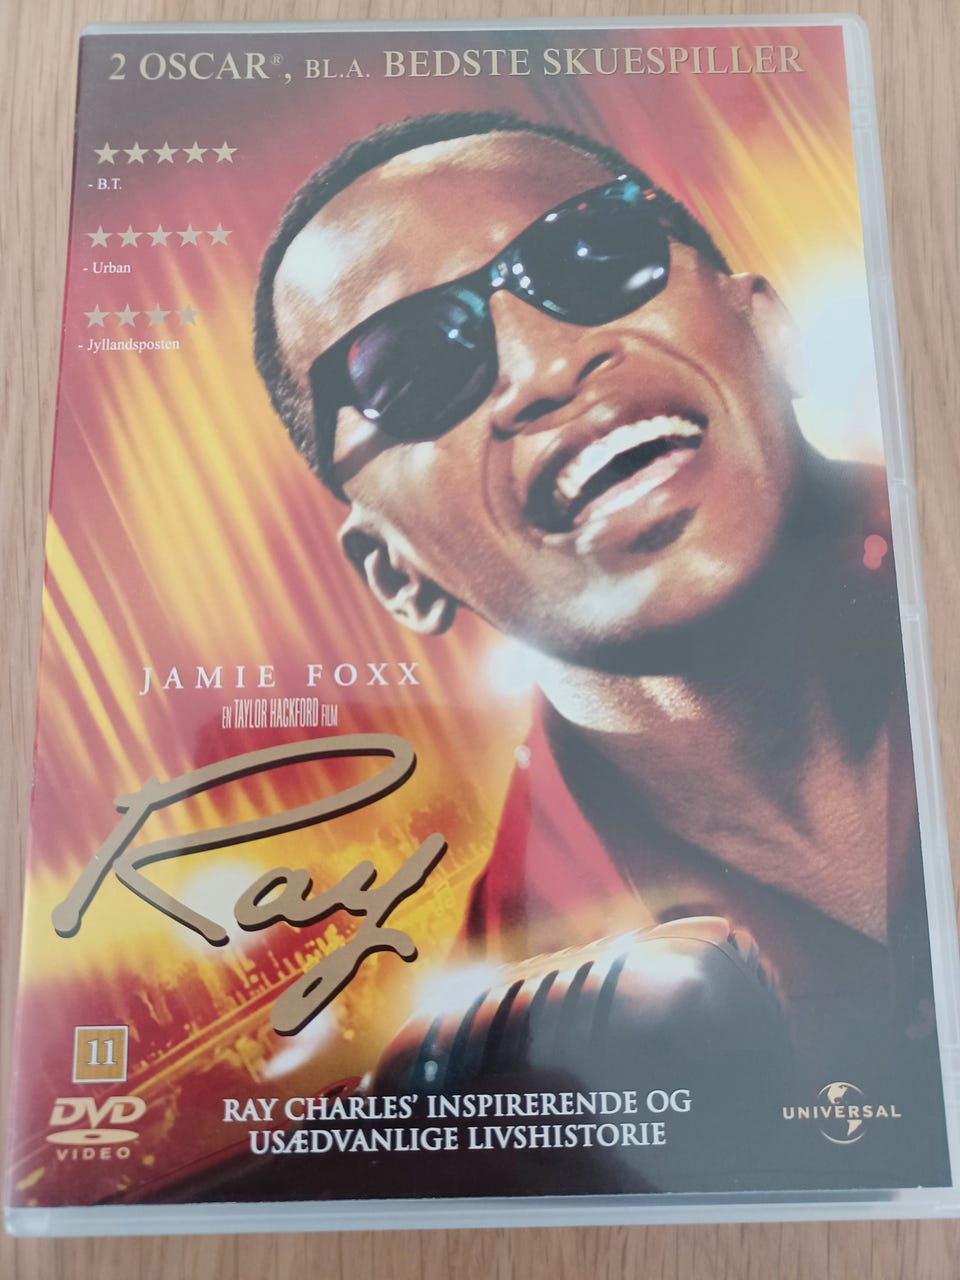 2 OSCAR®, BL.A. BEDSTE SKUESPILLER
- B.T.
- Urban
- Jyllandsposten
JAMIE FOXX
EN TAYLOR HACKFORD FILM
Ray
11
DVD
VIDEO
RAY CHARLES' INSPIRERENDE OG
USÆDVANLIGE LIVSHISTORIE
UNIVERSAL